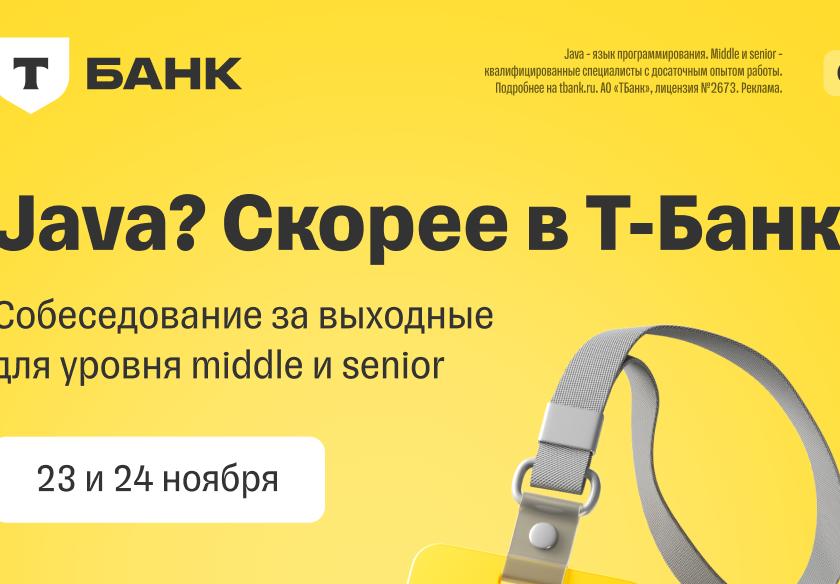 Т БАНК
Java – язык программирования. Middle и senior –
квалифицированные специалисты с досаточным опытом работы.
Подробнее на tbank.ru. АО «ТБанк», лицензия №2673. Реклама.
Java? Скорее в Т-Банк
Собеседование за выходные
для уровня middle и senior
23 и 24 ноября